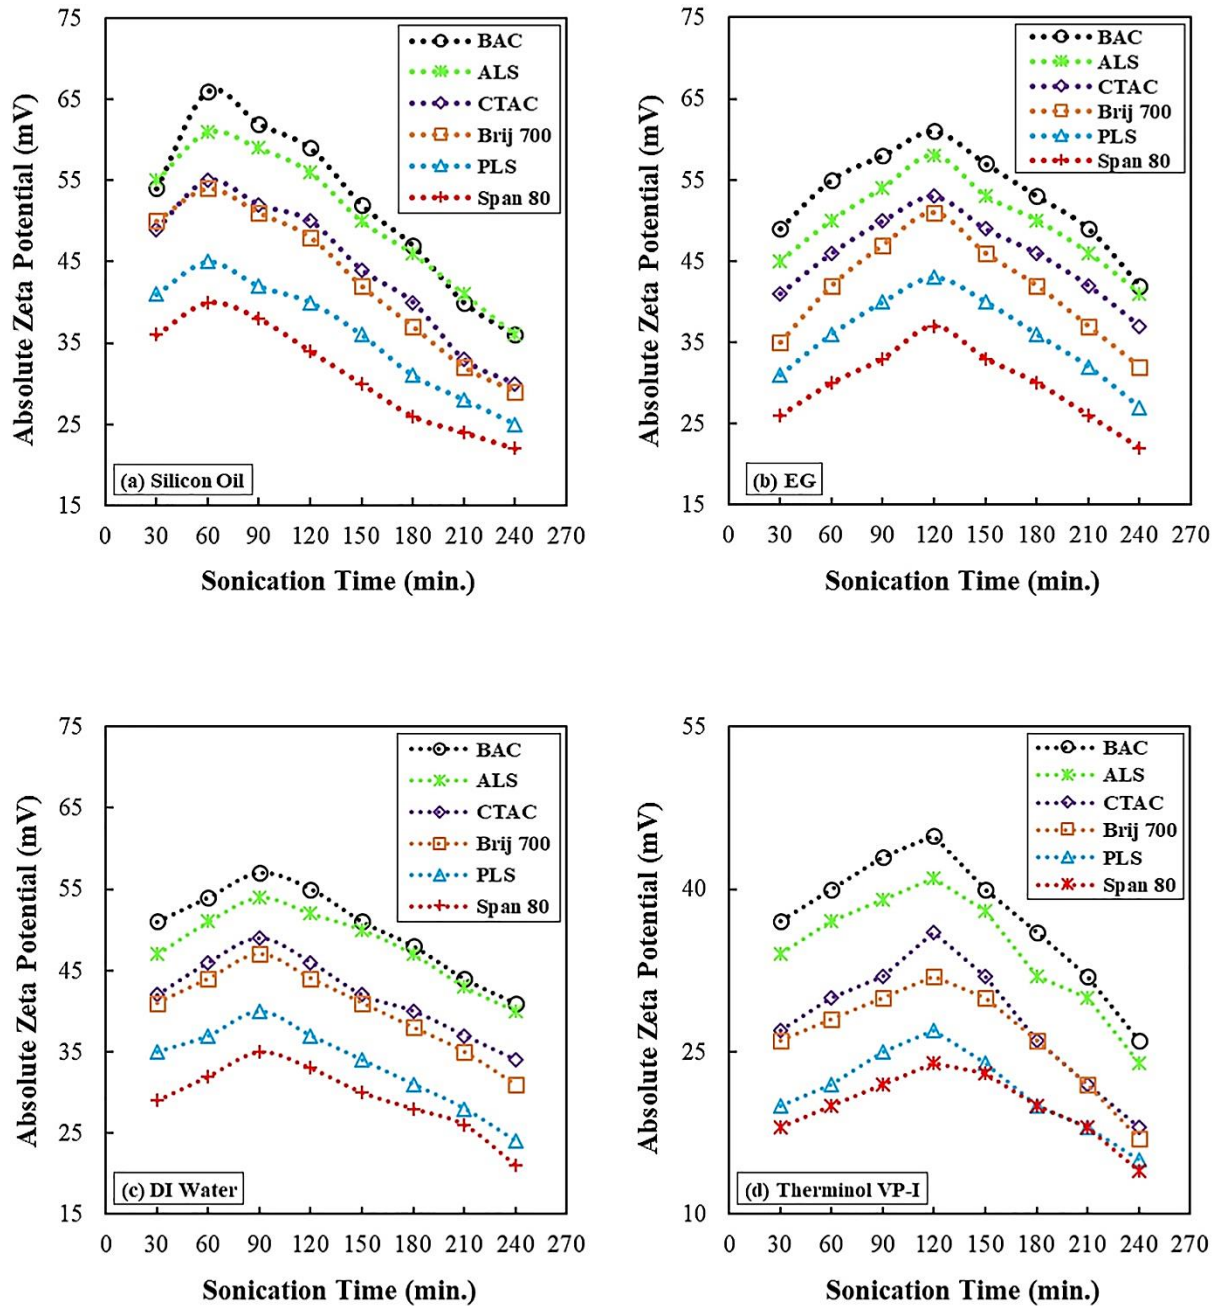 75
65
55
45
35
25
15
Absolute Zeta Potential (mV)
BAC
ALS
CTAC
Brij 700
PLS
Span 80
(a) Silicon Oil
0 30 60 90 120 150 180 210 240 270
Sonication Time (min.)
75
65
55
45
35
25
15
Absolute Zeta Potential (mV)
BAC
ALS
CTAC
Brij 700
PLS
Span 80
(b) EG
0 30 60 90 120 150 180 210 240 270
Sonication Time (min.)
75
65
55
45
35
25
15
Absolute Zeta Potential (mV)
BAC
ALS
CTAC
Brij 700
PLS
Span 80
(c) DI Water
0 30 60 90 120 150 180 210 240 270
Sonication Time (min.)
55
40
25
10
Absolute Zeta Potential (mV)
BAC
ALS
CTAC
Brij 700
PLS
Span 80
(d) Therminol VP-I
0 30 60 90 120 150 180 210 240 270
Sonication Time (min.)